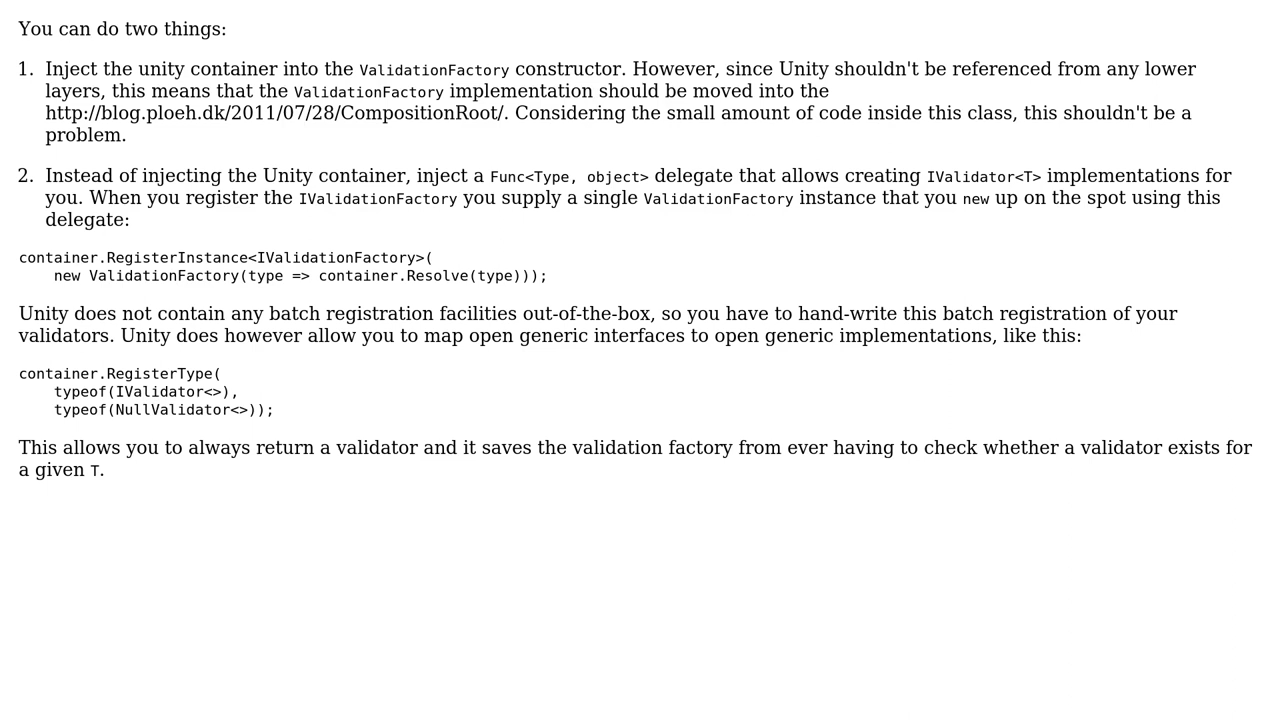 You can do two things:
1. Inject the unity container into the ValidationFactory constructor. However, since Unity shouldn't be referenced from any lower
layers, this means that the ValidationFactory implementation should be moved into the
http://blog.ploeh.dk/2011/07/28/CompositionRoot/. Considering the small amount of code inside this class, this shouldn't be a
problem.
2. Instead of injecting the Unity container, inject a Func<Type, object> delegate that allows creating IValidator<T> implementations for
you. When you register the IValidationFactory you supply a single ValidationFactory instance that you new up on the spot using this
delegate:
container.RegisterInstance<IValidationFactory>(
    new ValidationFactory(type => container.Resolve(type)));
Unity does not contain any batch registration facilities out-of-the-box, so you have to hand-write this batch registration of your
validators. Unity does however allow you to map open generic interfaces to open generic implementations, like this:
container.RegisterType(
    typeof(IValidator<>),
    typeof(NullValidator<>));
This allows you to always return a validator and it saves the validation factory from ever having to check whether a validator exists for
a given T.